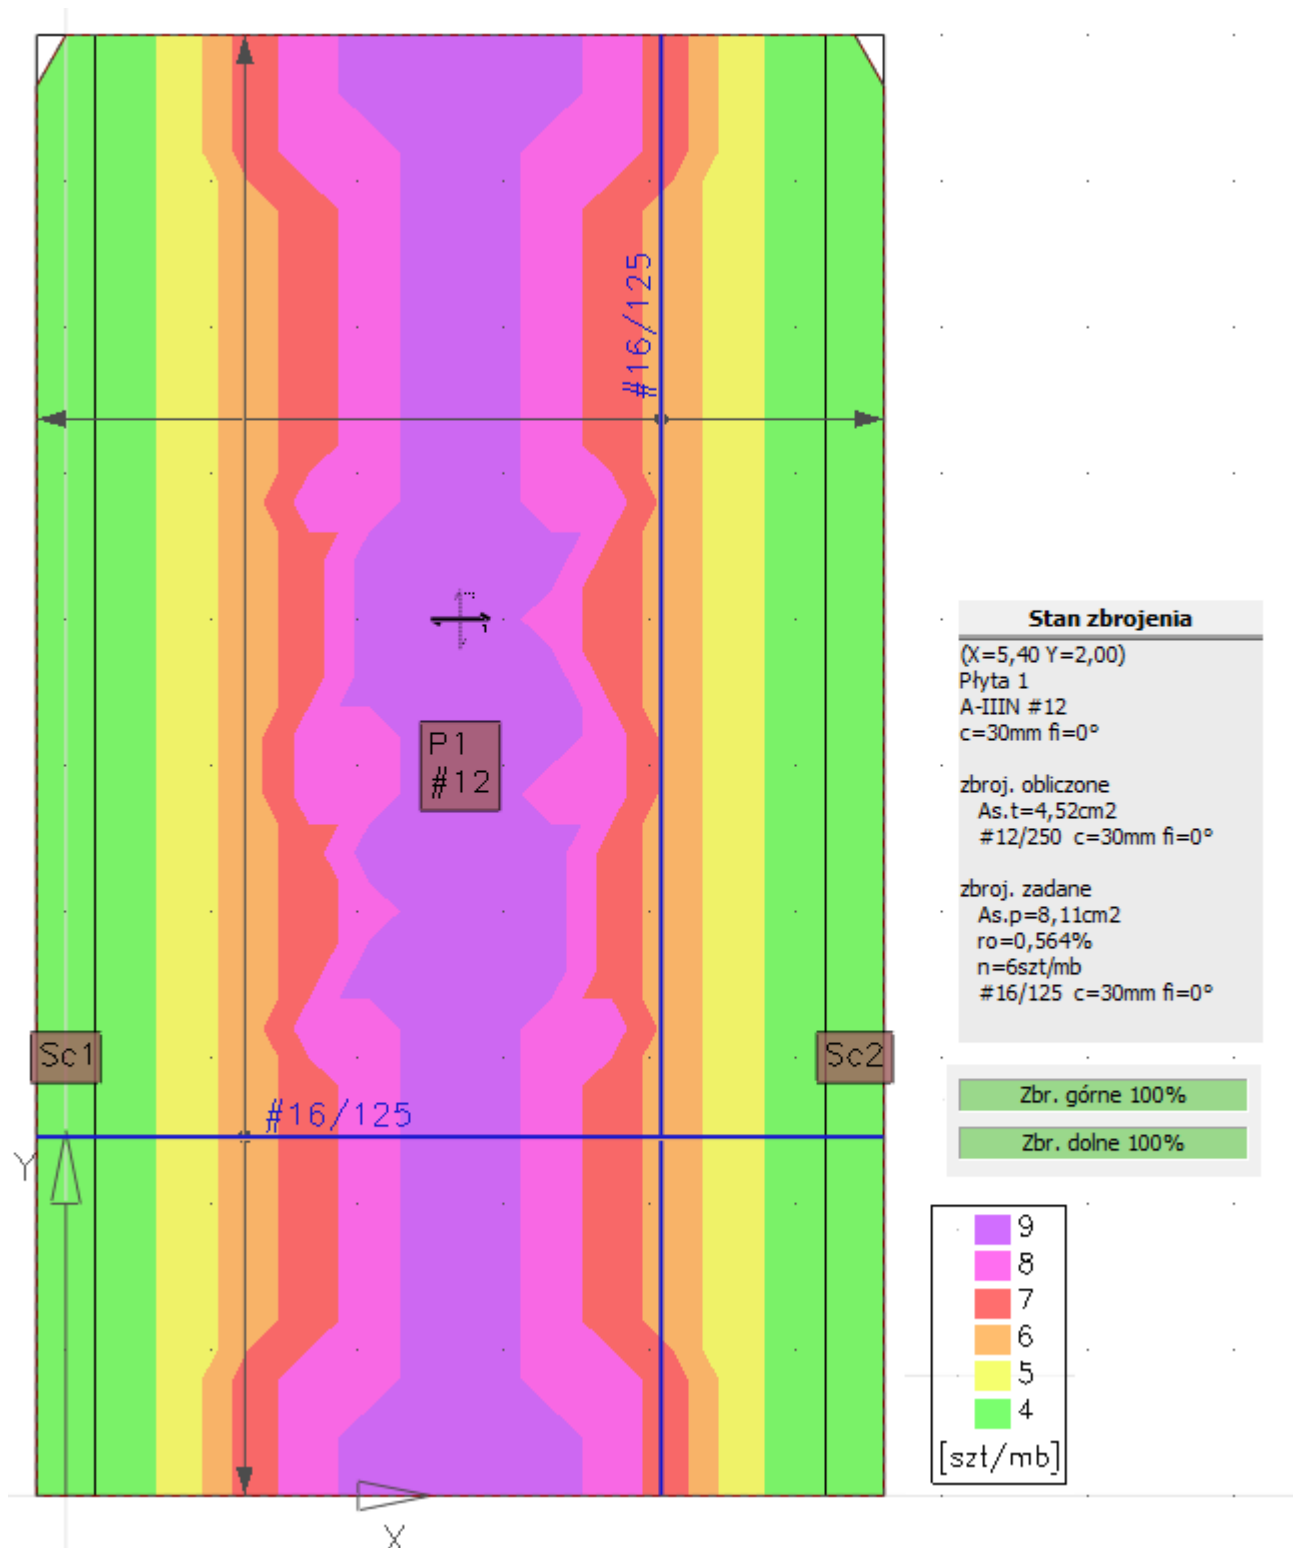 #16/125
P1
#12
Sc1
Sc2
#16/125
Y
X
Stan zbrojenia
(X=5,40 Y=2,00)
Płyta 1
A-IIIN #12
c=30mm fi=0°
zbroj. obliczone
As.t=4,52cm2
#12/250 c=30mm fi=0°
zbroj. zadane
As.p=8,11cm2
ro=0,564%
n=6szt/mb
#16/125 c=30mm fi=0°
Zbr. górne 100%
Zbr. dolne 100%
9
8
7
6
5
4
[szt/mb]